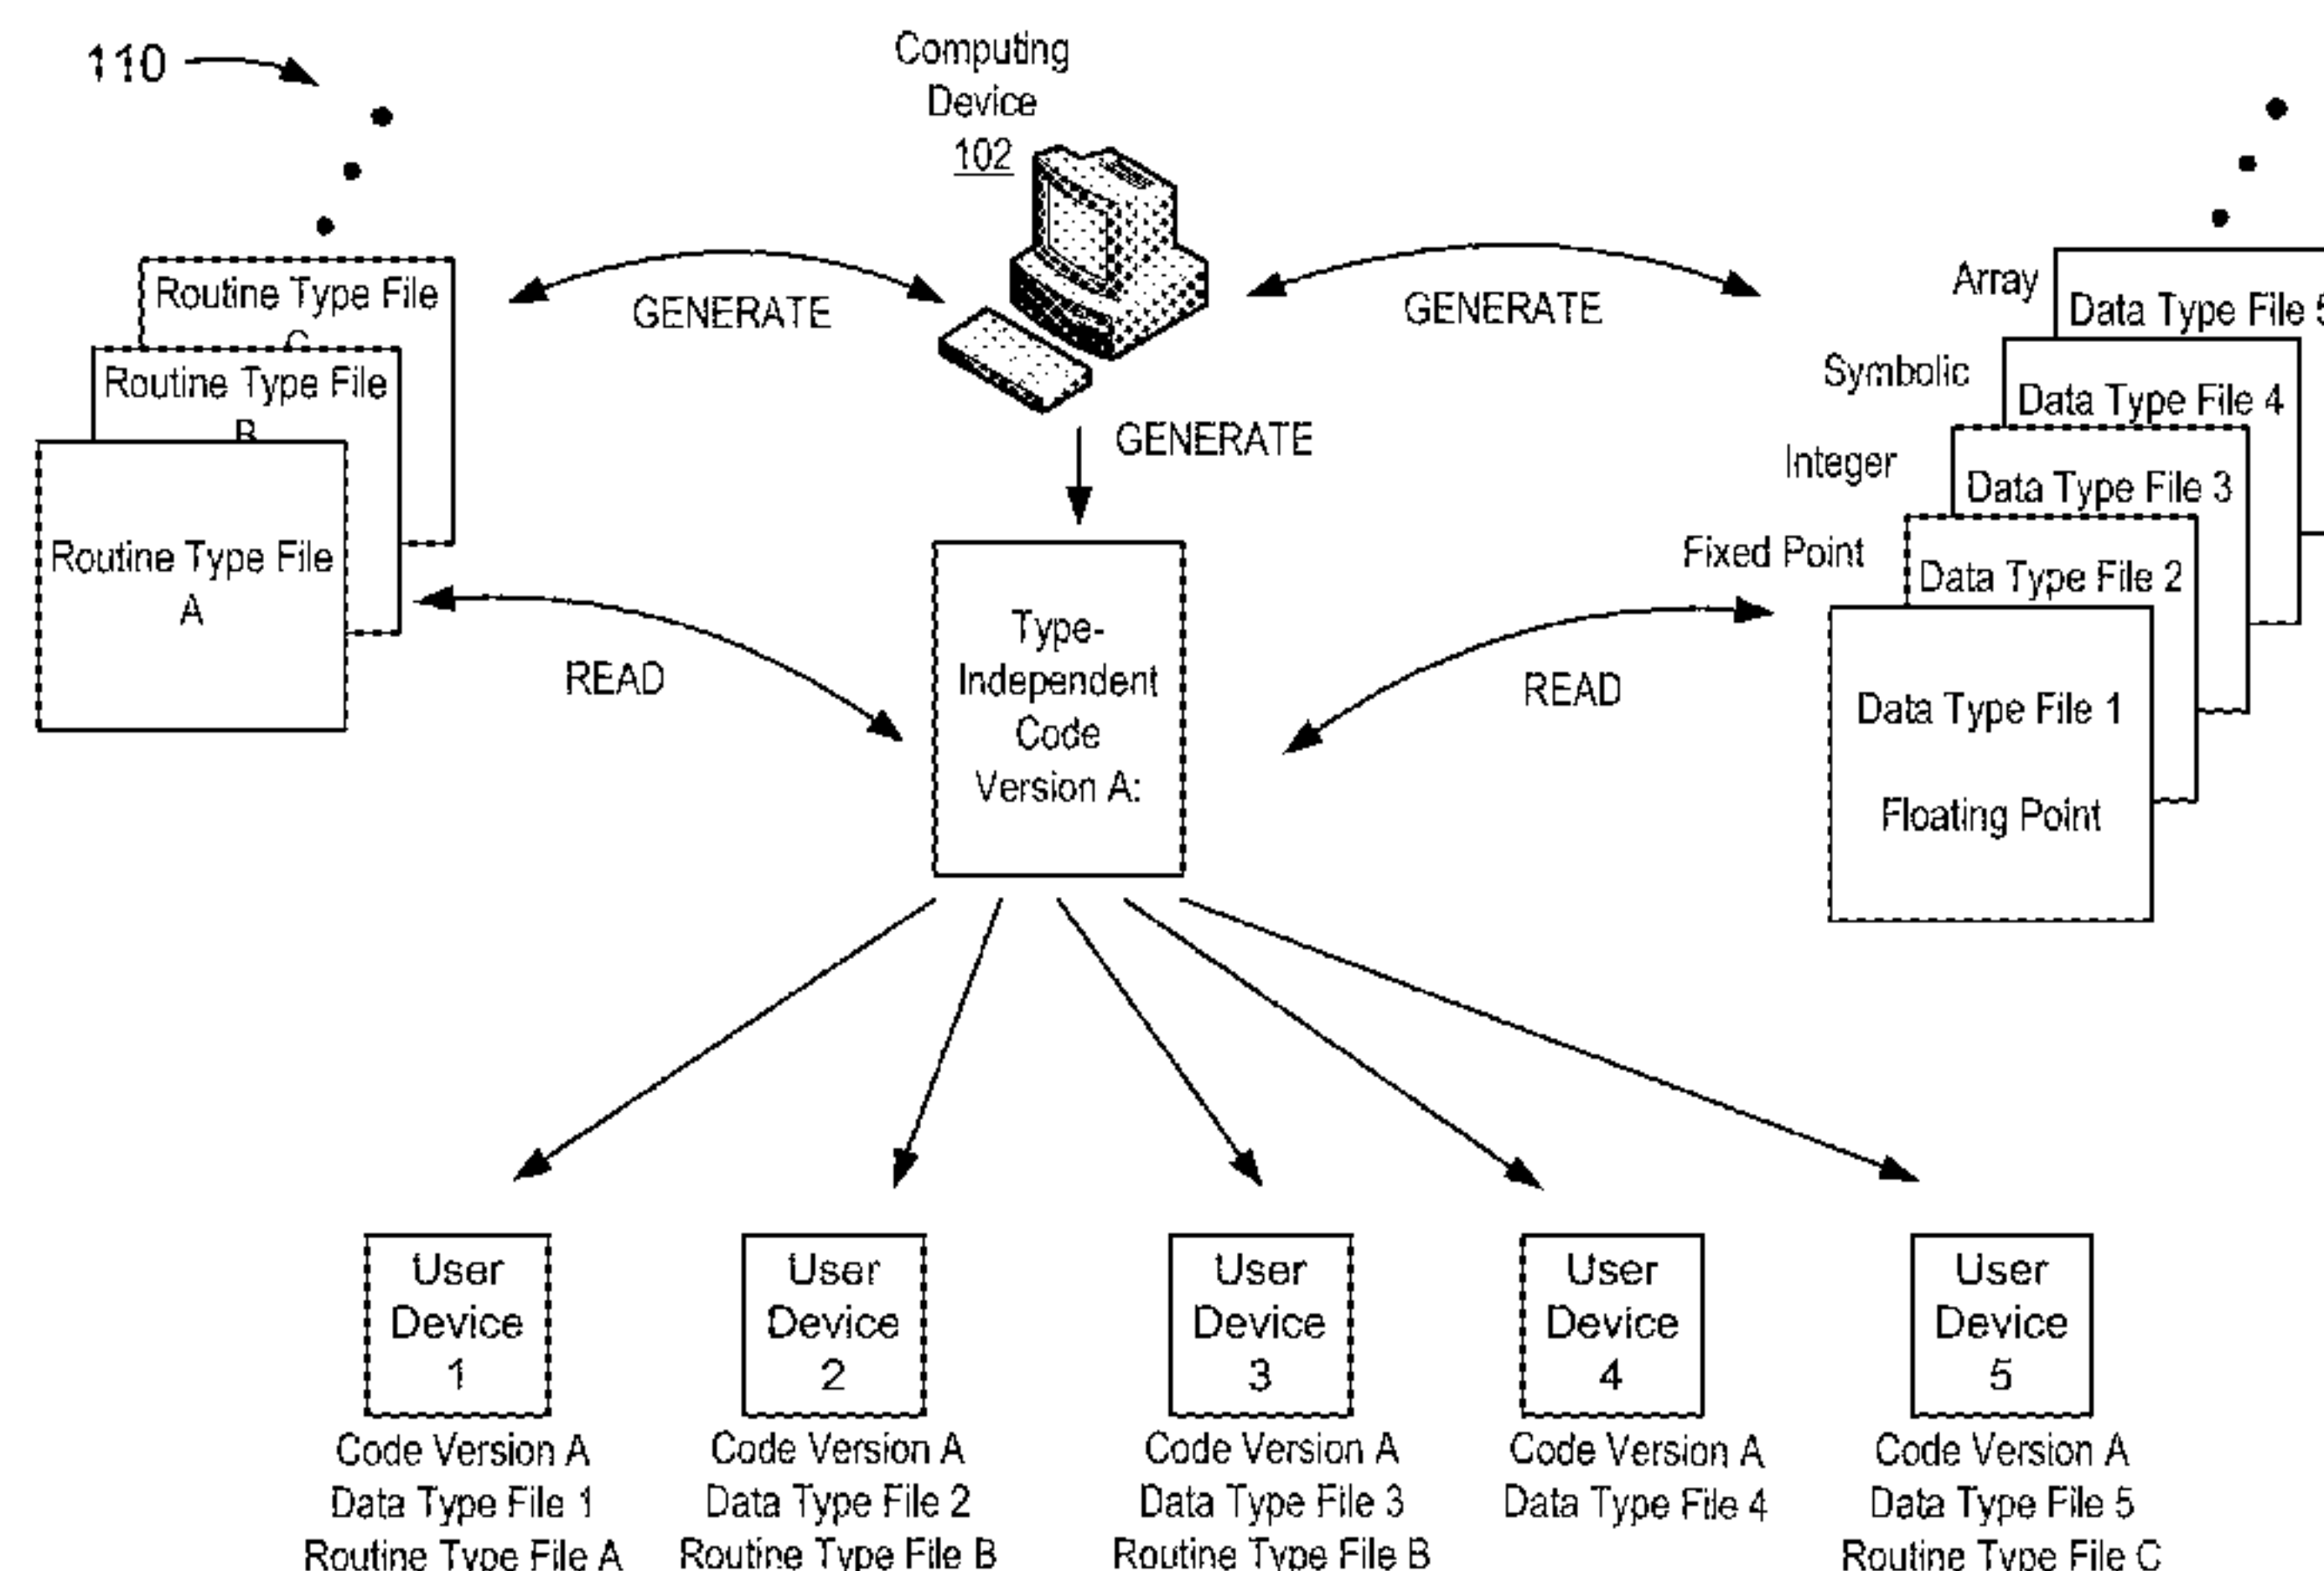 110
Computing
Device
102
Routine Type File
C
Routine Type File
B
Routine Type File
A
GENERATE
GENERATE
GENERATE
Array
Data Type File 5
Symbolic
Data Type File 4
Integer
Data Type File 3
Fixed Point
Data Type File 2
Data Type File 1
Floating Point
READ
READ
Type-
Independent
Code
Version A:
User
Device
1
Code Version A
Data Type File 1
Routine Type File A
User
Device
2
Code Version A
Data Type File 2
Routine Type File B
User
Device
3
Code Version A
Data Type File 3
Routine Type File B
User
Device
4
Code Version A
Data Type File 4
User
Device
5
Code Version A
Data Type File 5
Routine Type File C